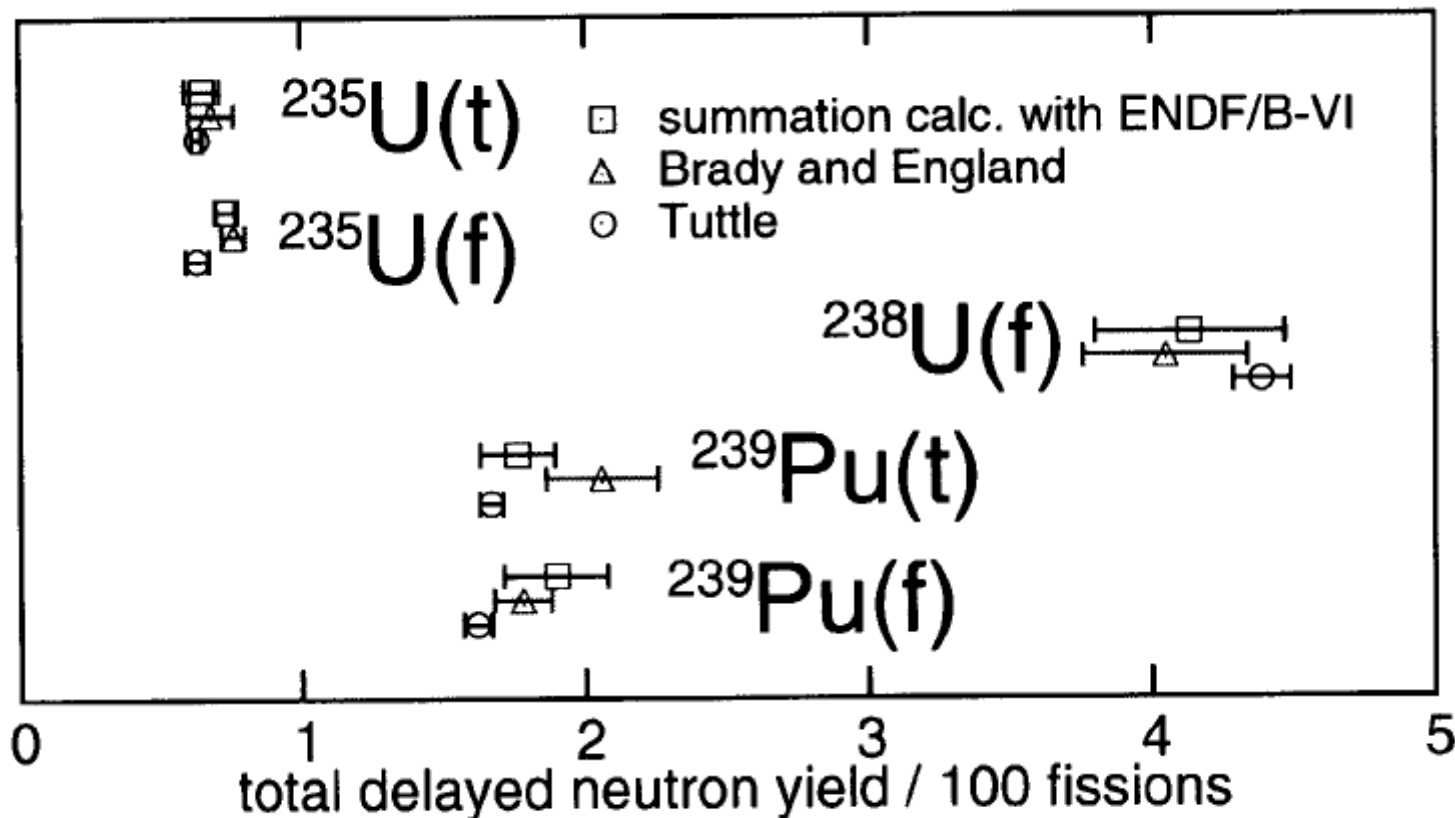 ²³⁵U(t)
summation calc. with ENDF/B-VI
Brady and England
Tuttle
²³⁵U(f)
²³⁸U(f)
²³⁹Pu(t)
²³⁹Pu(f)
0 1 2 3 4 5
total delayed neutron yield / 100 fissions